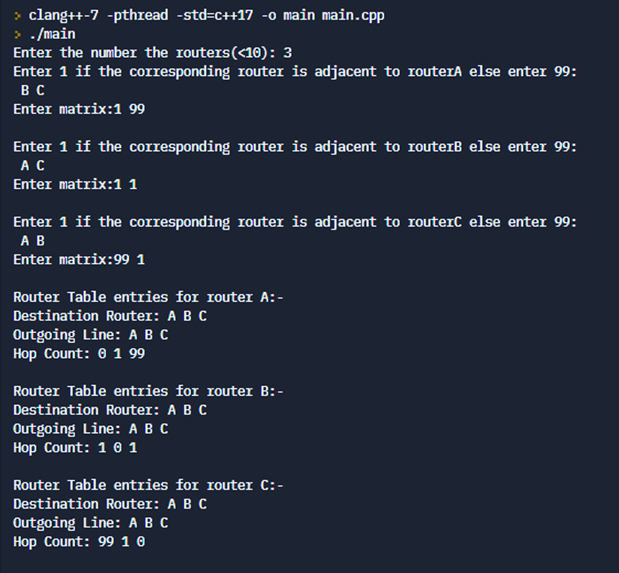 > clang++-7 -pthread -std=c++17 -o main main.cpp
> ./main
Enter the number the routers(<10): 3
Enter 1 if the corresponding router is adjacent to routerA else enter 99:
 B C
Enter matrix:1 99

Enter 1 if the corresponding router is adjacent to routerB else enter 99:
 A C
Enter matrix:1 1

Enter 1 if the corresponding router is adjacent to routerC else enter 99:
 A B
Enter matrix:99 1

Router Table entries for router A:-
Destination Router: A B C
Outgoing Line: A B C
Hop Count: 0 1 99

Router Table entries for router B:-
Destination Router: A B C
Outgoing Line: A B C
Hop Count: 1 0 1

Router Table entries for router C:-
Destination Router: A B C
Outgoing Line: A B C
Hop Count: 99 1 0